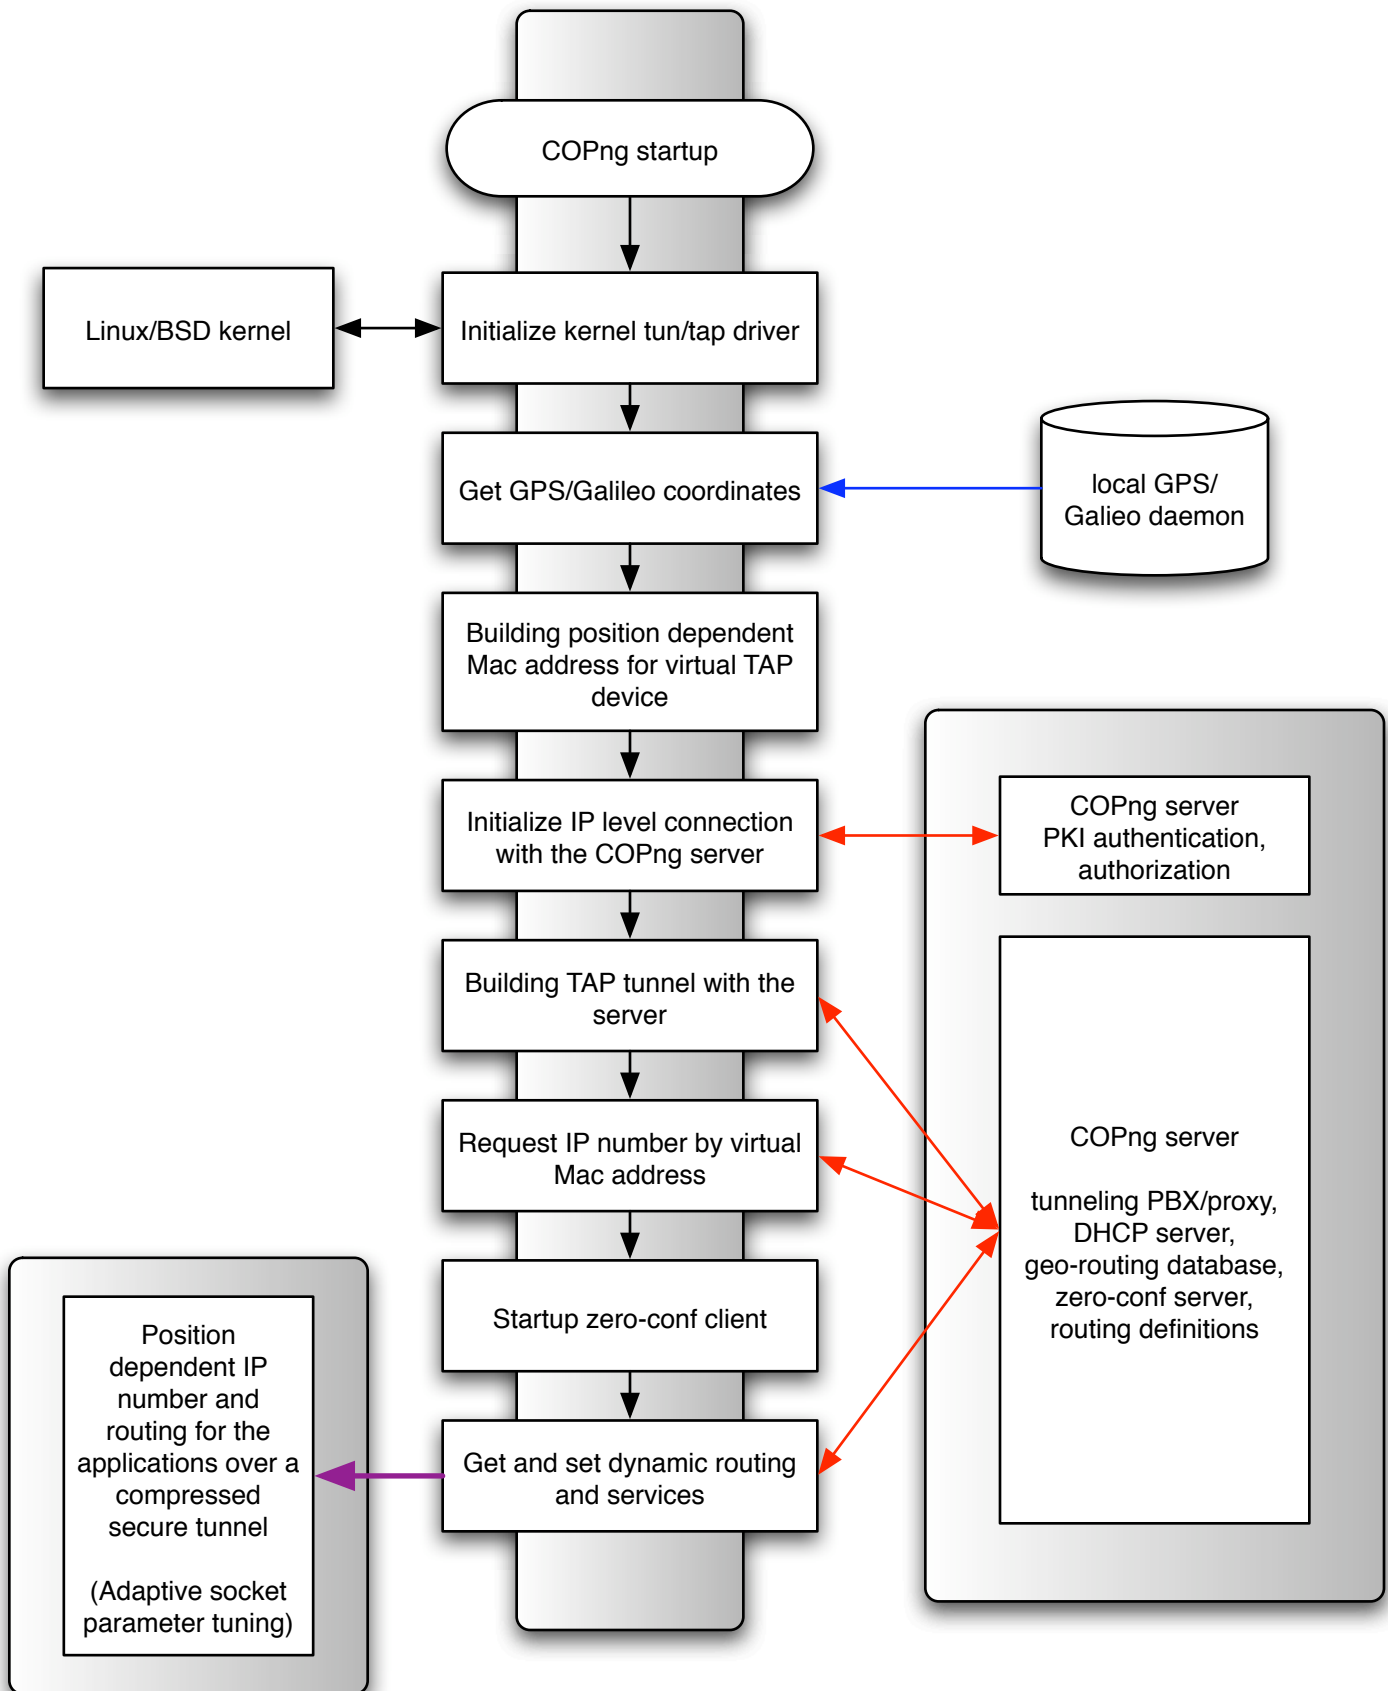 COPng startup
Linux/BSD kernel
Initialize kernel tun/tap driver
Get GPS/Galileo coordinates
local GPS/
Galieo daemon
Building position dependent
Mac address for virtual TAP
device
Initialize IP level connection
with the COPng server
COPng server
PKI authentication,
authorization
Building TAP tunnel with the
server
Request IP number by virtual
Mac address
COPng server
tunneling PBX/proxy,
DHCP server,
geo-routing database,
zero-conf server,
routing definitions
Startup zero-conf client
Get and set dynamic routing
and services
Position
dependent IP
number and
routing for the
applications over a
compressed
secure tunnel
(Adaptive socket
parameter tuning)